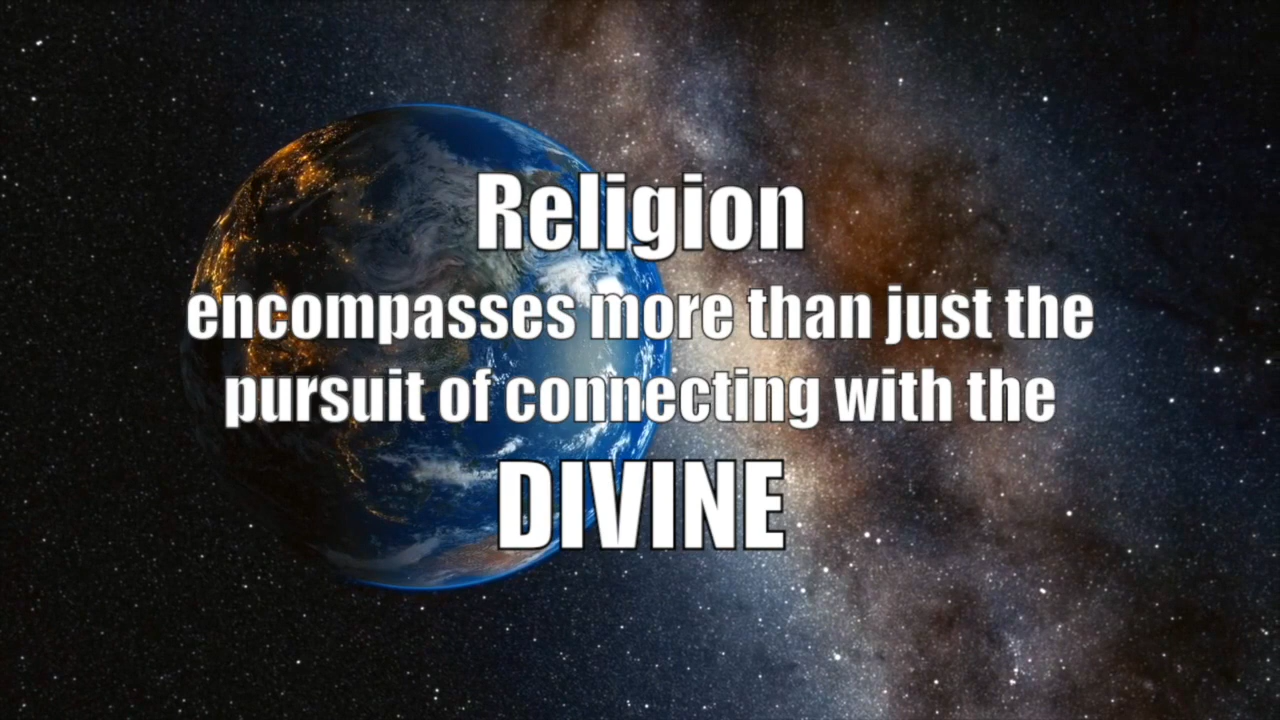 Religion
encompasses more than just the
pursuit of connecting with the
DIVINE